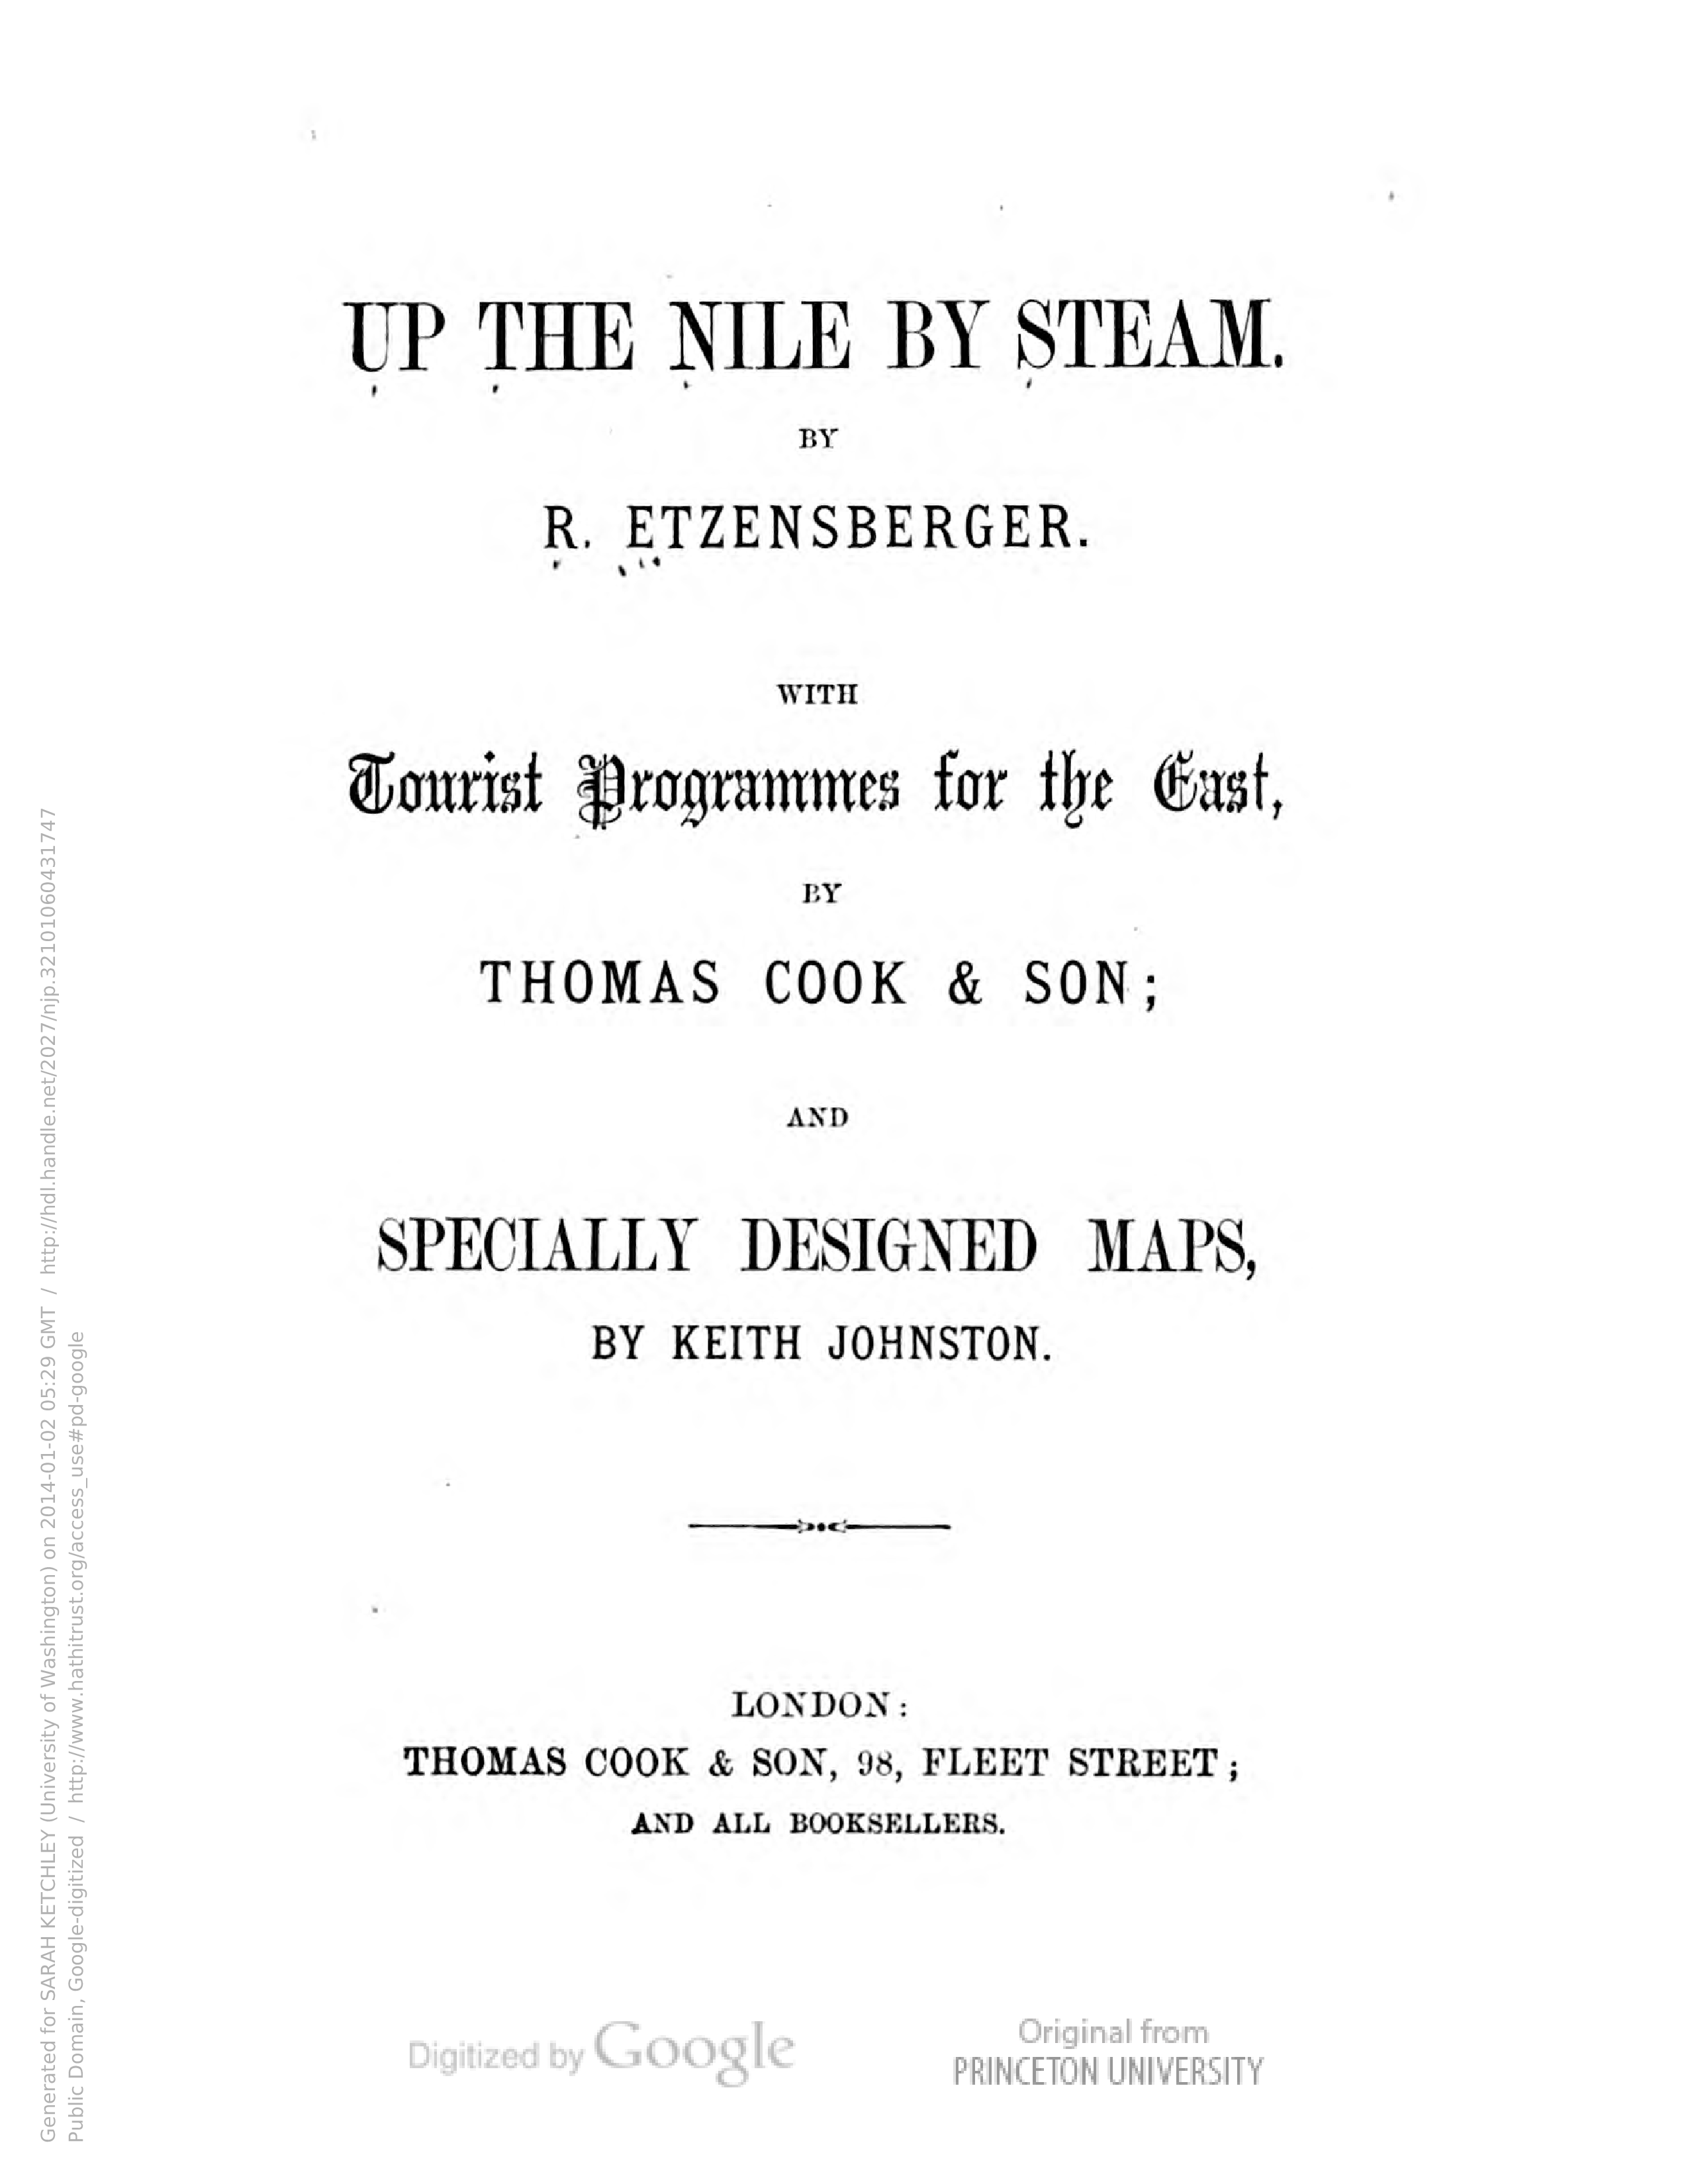 UP THE NILE BY STEAM.
BY
R. ETZENSBERGER.
WITH
Tourist Programmes for the East,
BY
THOMAS COOK & SON;
AND
SPECIALLY DESIGNED MAPS,
BY KEITH JOHNSTON.
LONDON:
THOMAS COOK & SON, 98, FLEET STREET;
AND ALL BOOKSELLERS.
Digitized by Google
Original from
PRINCETON UNIVERSITY
Generated for SARAH KETCHLEY (University of Washington) on 2014-01-02 05:29 GMT / http://hdl.handle.net/2027/njp.32101060431747
Public Domain, Google-digitized / http://www.hathitrust.org/access_use#pd-google